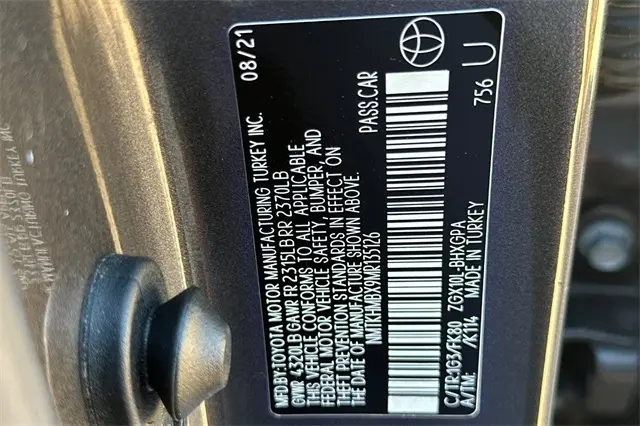 MFD BY: TOYOTA MOTOR MANUFACTURING TURKEY INC. 08/21
GVWR 4320LB GAWR FR 2315LB RR 2370LB
THIS VEHICLE CONFORMS TO ALL APPLICABLE
FEDERAL MOTOR VEHICLE SAFETY, BUMPER, AND
THEFT PREVENTION STANDARDS IN EFFECT ON
THE DATE OF MANUFACTURE SHOWN ABOVE.
NMTKHMBX9MR135126 PASS.CAR
C/TR:1G3/FK80 ZGX10L-BHXGPA 756 U
A/TM: /K114 MADE IN TURKEY